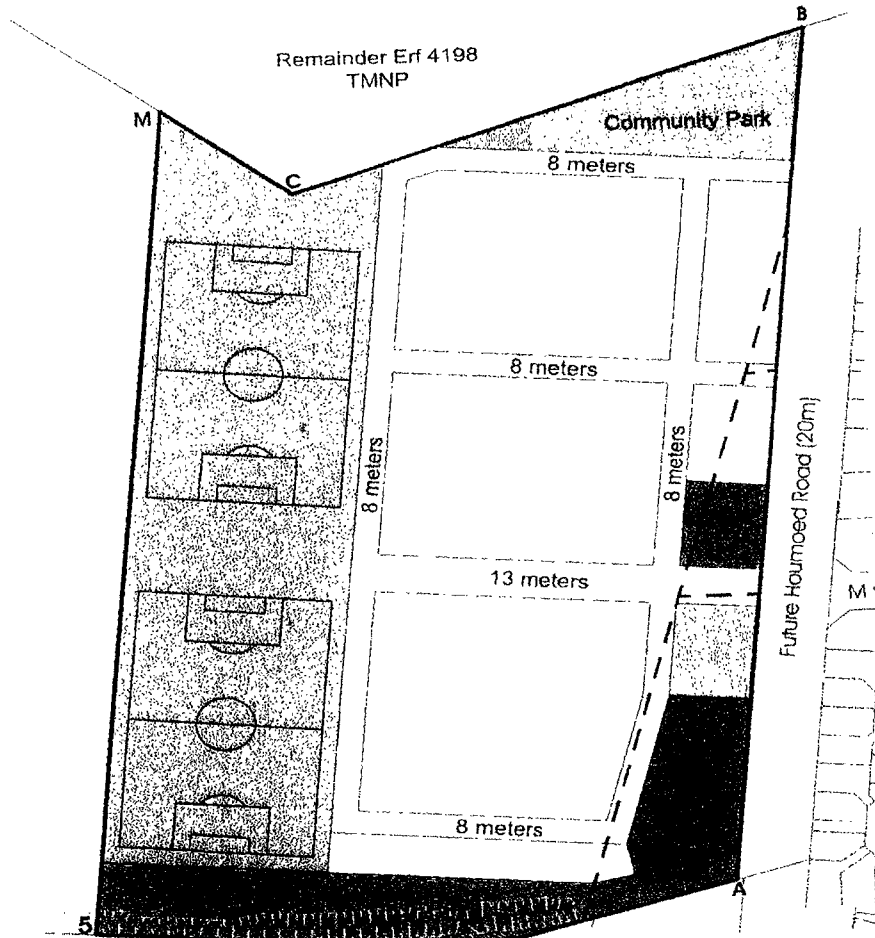 B
Remainder Erf 4198
TMNP
M
Community Park
C
8 meters
8 meters
8 meters
8 meters
Future Houmoed Road (20m)
13 meters
M
8 meters
A
5